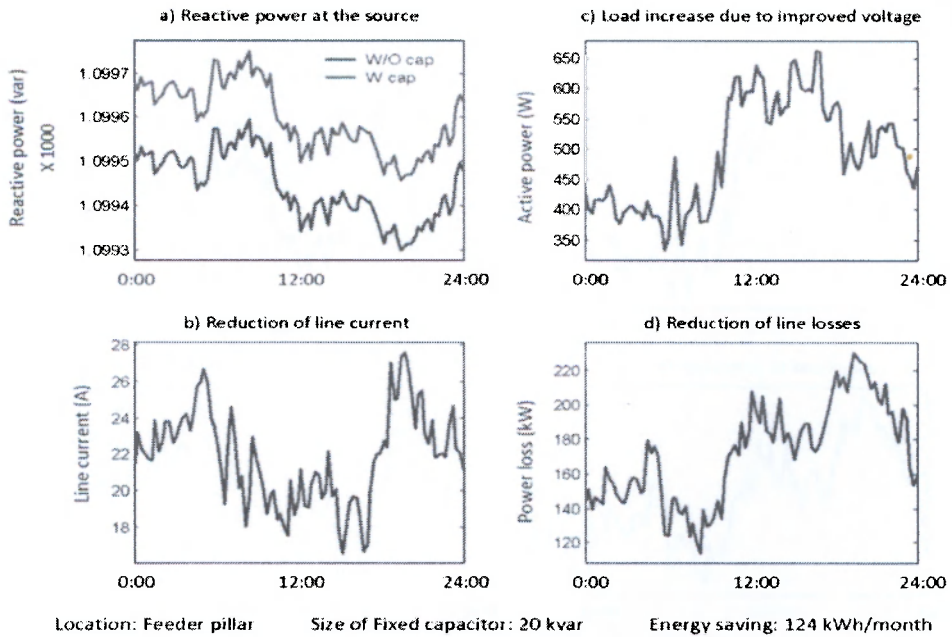 a) Reactive power at the source
Reactive power (var)
X 1000
1.0997
1.0996
1.0995
1.0994
1.0993
W/O cap
W cap
0:00 12:00 24:00
c) Load increase due to improved voltage
Active power (W)
650
600
550
500
450
400
350
0:00 12:00 24:00
b) Reduction of line current
Line current (A)
28
26
24
22
20
18
0:00 12:00 24:00
d) Reduction of line losses
Power loss (kW)
220
200
180
160
140
120
0:00 12:00 24:00
Location: Feeder pillar Size of Fixed capacitor: 20 kvar Energy saving: 124 kWh/month